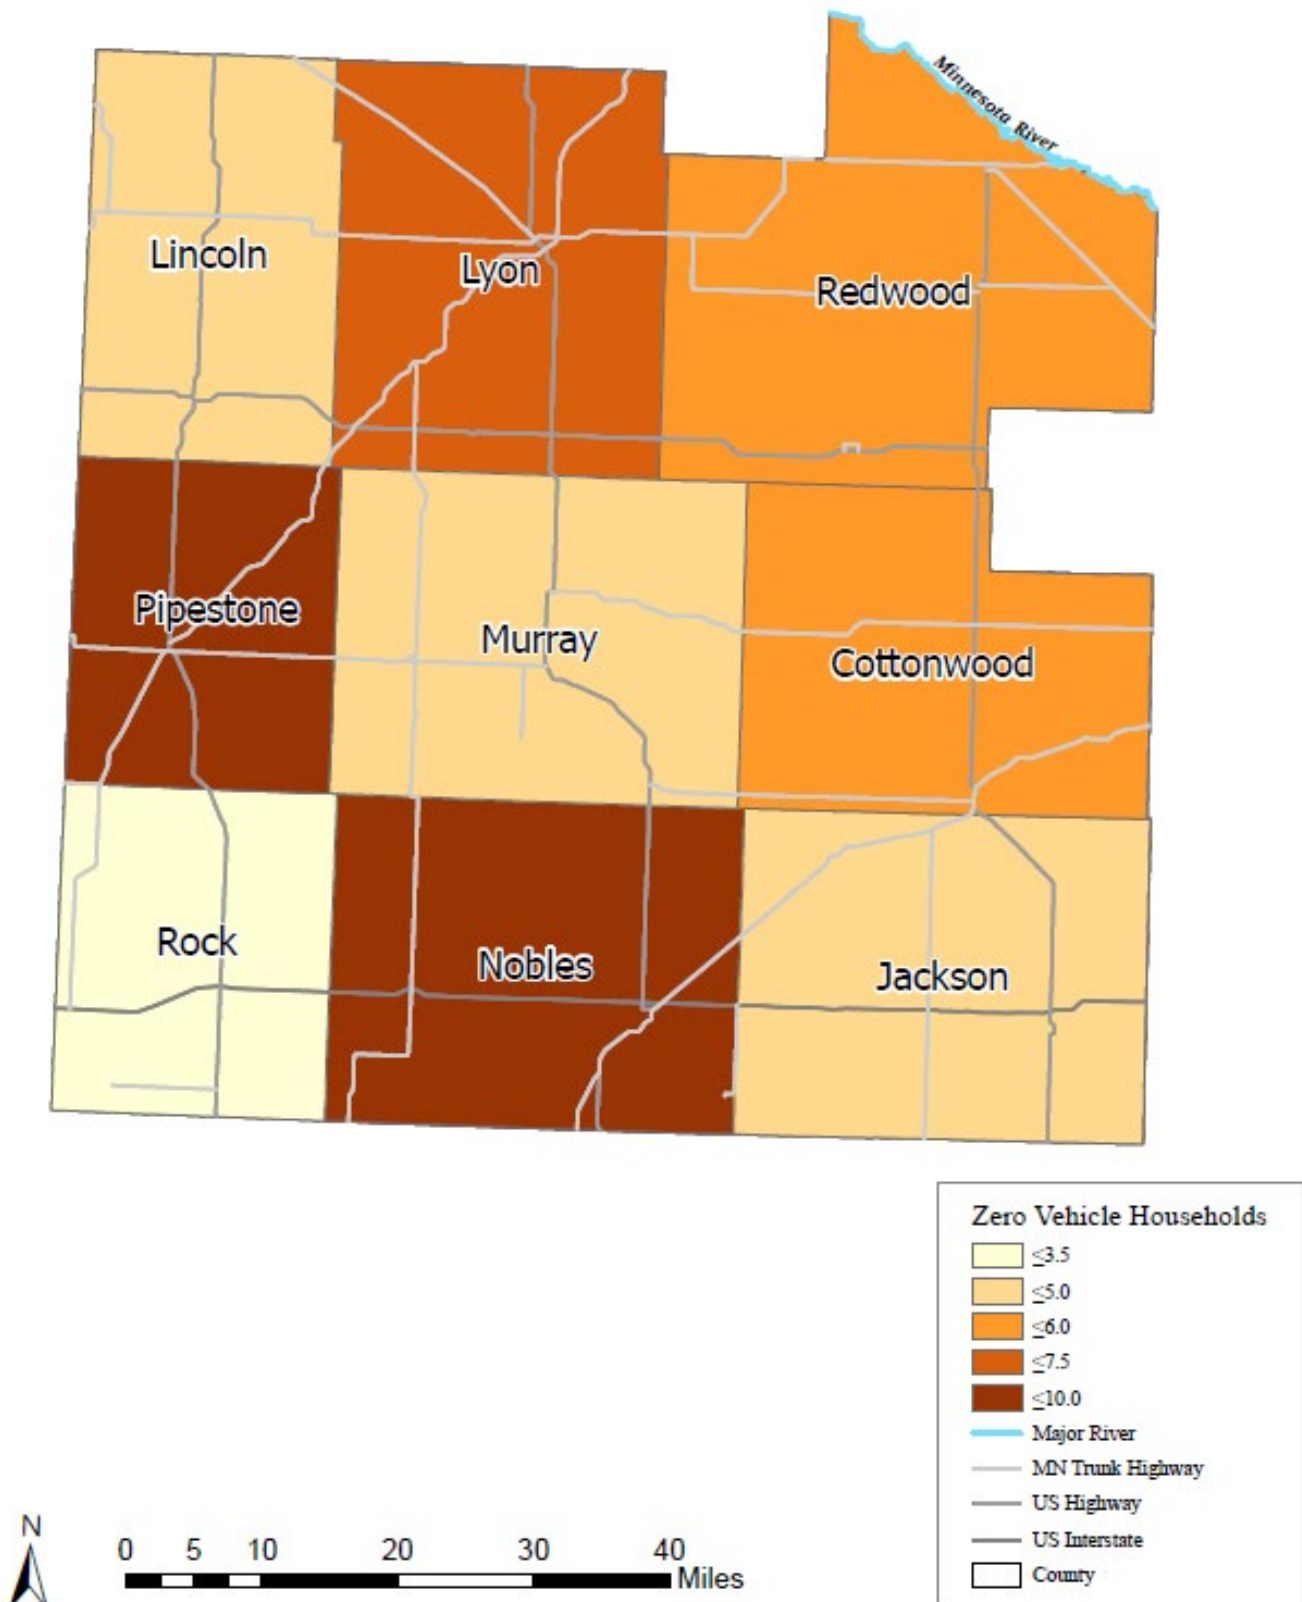 Minnesota River
Lincoln
Lyon
Redwood
Pipestone
Murray
Cottonwood
Rock
Nobles
Jackson
Zero Vehicle Households
≤3.5
≤5.0
≤6.0
≤7.5
≤10.0
Major River
MN Trunk Highway
US Highway
US Interstate
County
N
0 5 10 20 30 40
Miles